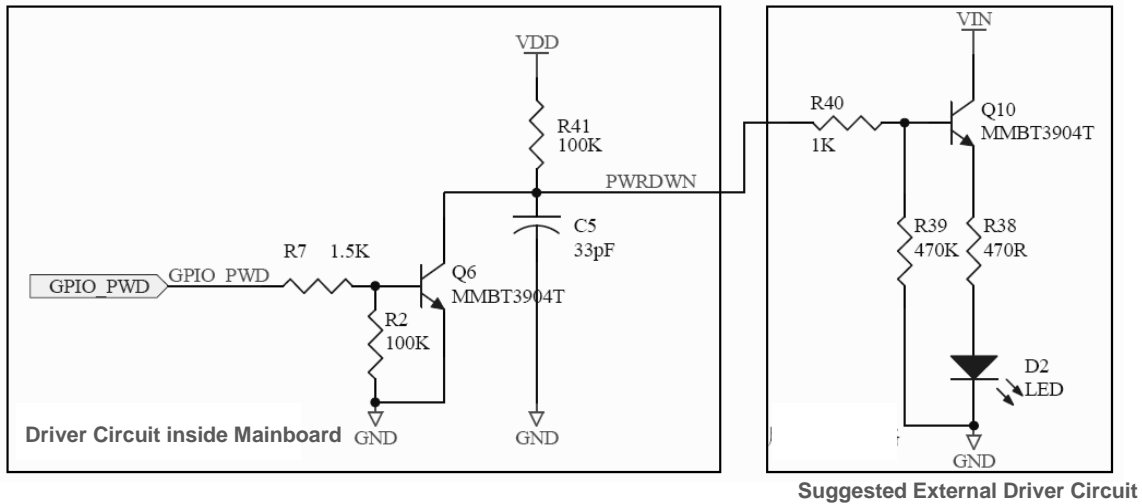 VDD
R41
100K
PWRDWN
C5
33pF
R7 1.5K
GPIO_PWD
GPIO_PWD
Q6
MMBT3904T
R2
100K
GND
GND
Driver Circuit inside Mainboard
VIN
R40
1K
Q10
MMBT3904T
R39
470K
R38
470R
D2
LED
GND
Suggested External Driver Circuit